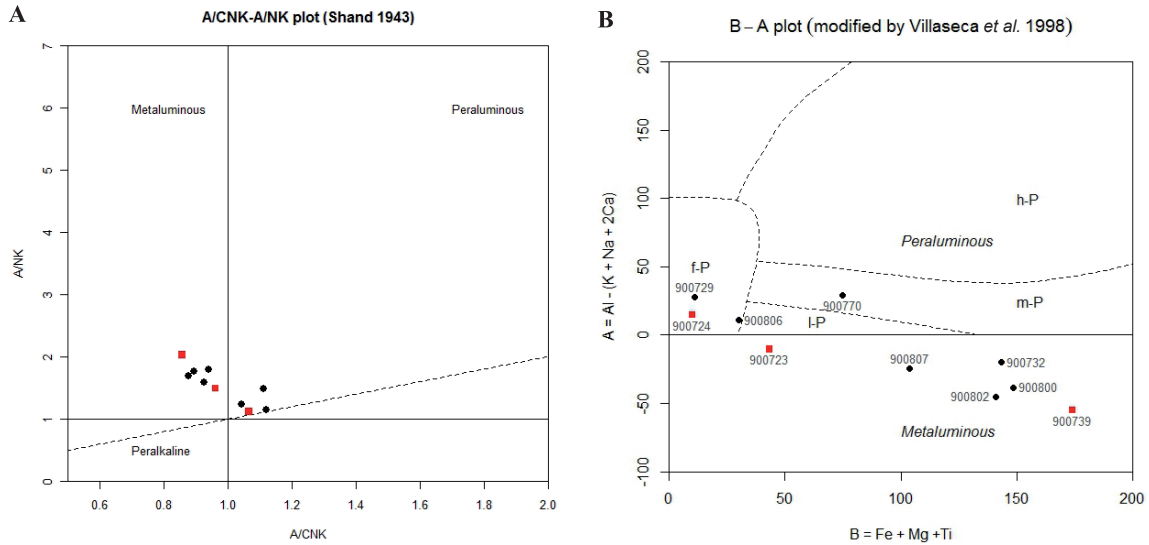 A
A/CNK-A/NK plot (Shand 1943)
7
6
5
4
3
2
1
0
A/NK
Metaluminous
Peraluminous
Peralkaline
0.6
0.8
1.0
1.2
1.4
1.6
1.8
2.0
A/CNK
B
B – A plot (modified by Villaseca et al. 1998)
200
150
100
50
0
-50
-100
A = Al - (K + Na + 2Ca)
h-P
Peraluminous
f-P
900729
900770
m-P
900724
900806
l-P
900723
900807
900732
900802
900800
900739
Metaluminous
0
50
100
150
200
B = Fe + Mg +Ti